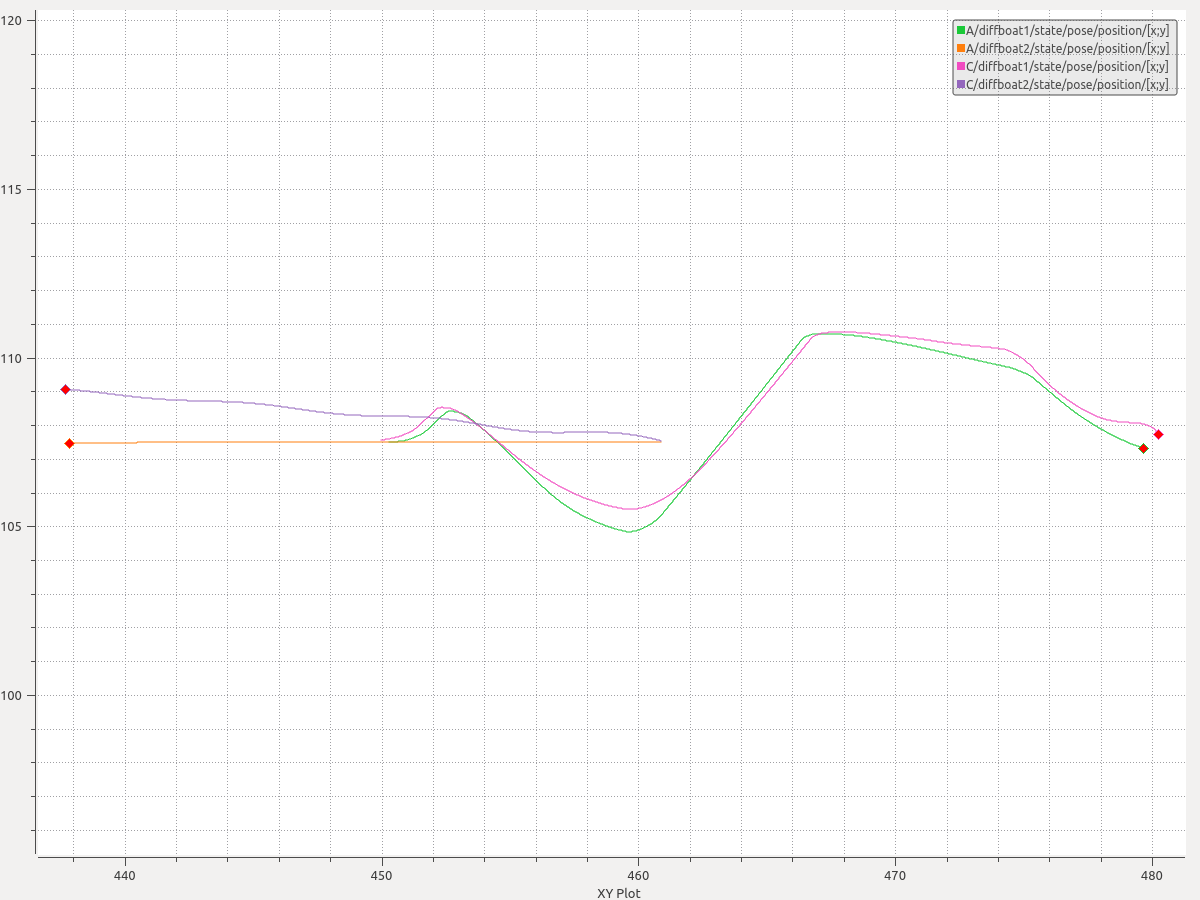 120
115
110
105
100
A/diffboat1/state/pose/position/[x;y]
A/diffboat2/state/pose/position/[x;y]
C/diffboat1/state/pose/position/[x;y]
C/diffboat2/state/pose/position/[x;y]
440 450 460 470 480
XY Plot